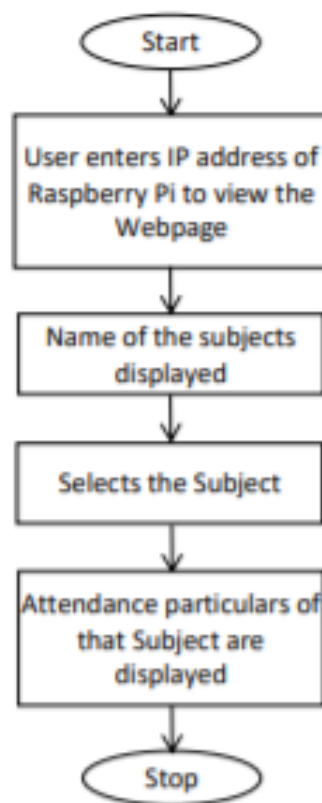 Start
User enters IP address of
Raspberry Pi to view the
Webpage
Name of the subjects
displayed
Selects the Subject
Attendance particulars of
that Subject are
displayed
Stop